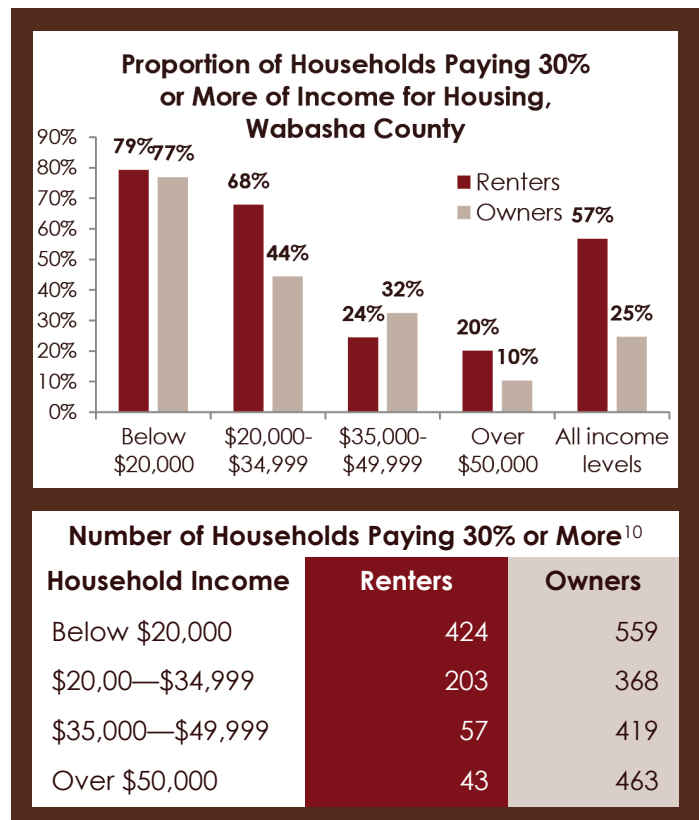 Proportion of Households Paying 30%
or More of Income for Housing,
Wabasha County
90%
80%
70%
60%
50%
40%
30%
20%
10%
0%
79% 77%
68% 44%
24% 32%
20% 10%
57% 25%
Renters
Owners
Below
$20,000
$20,000-
$34,999
$35,000-
$49,999
Over
$50,000
All income
levels
Number of Households Paying 30% or More10
Household Income Renters Owners
Below $20,000 424 559
$20,00—$34,999 203 368
$35,000—$49,999 57 419
Over $50,000 43 463